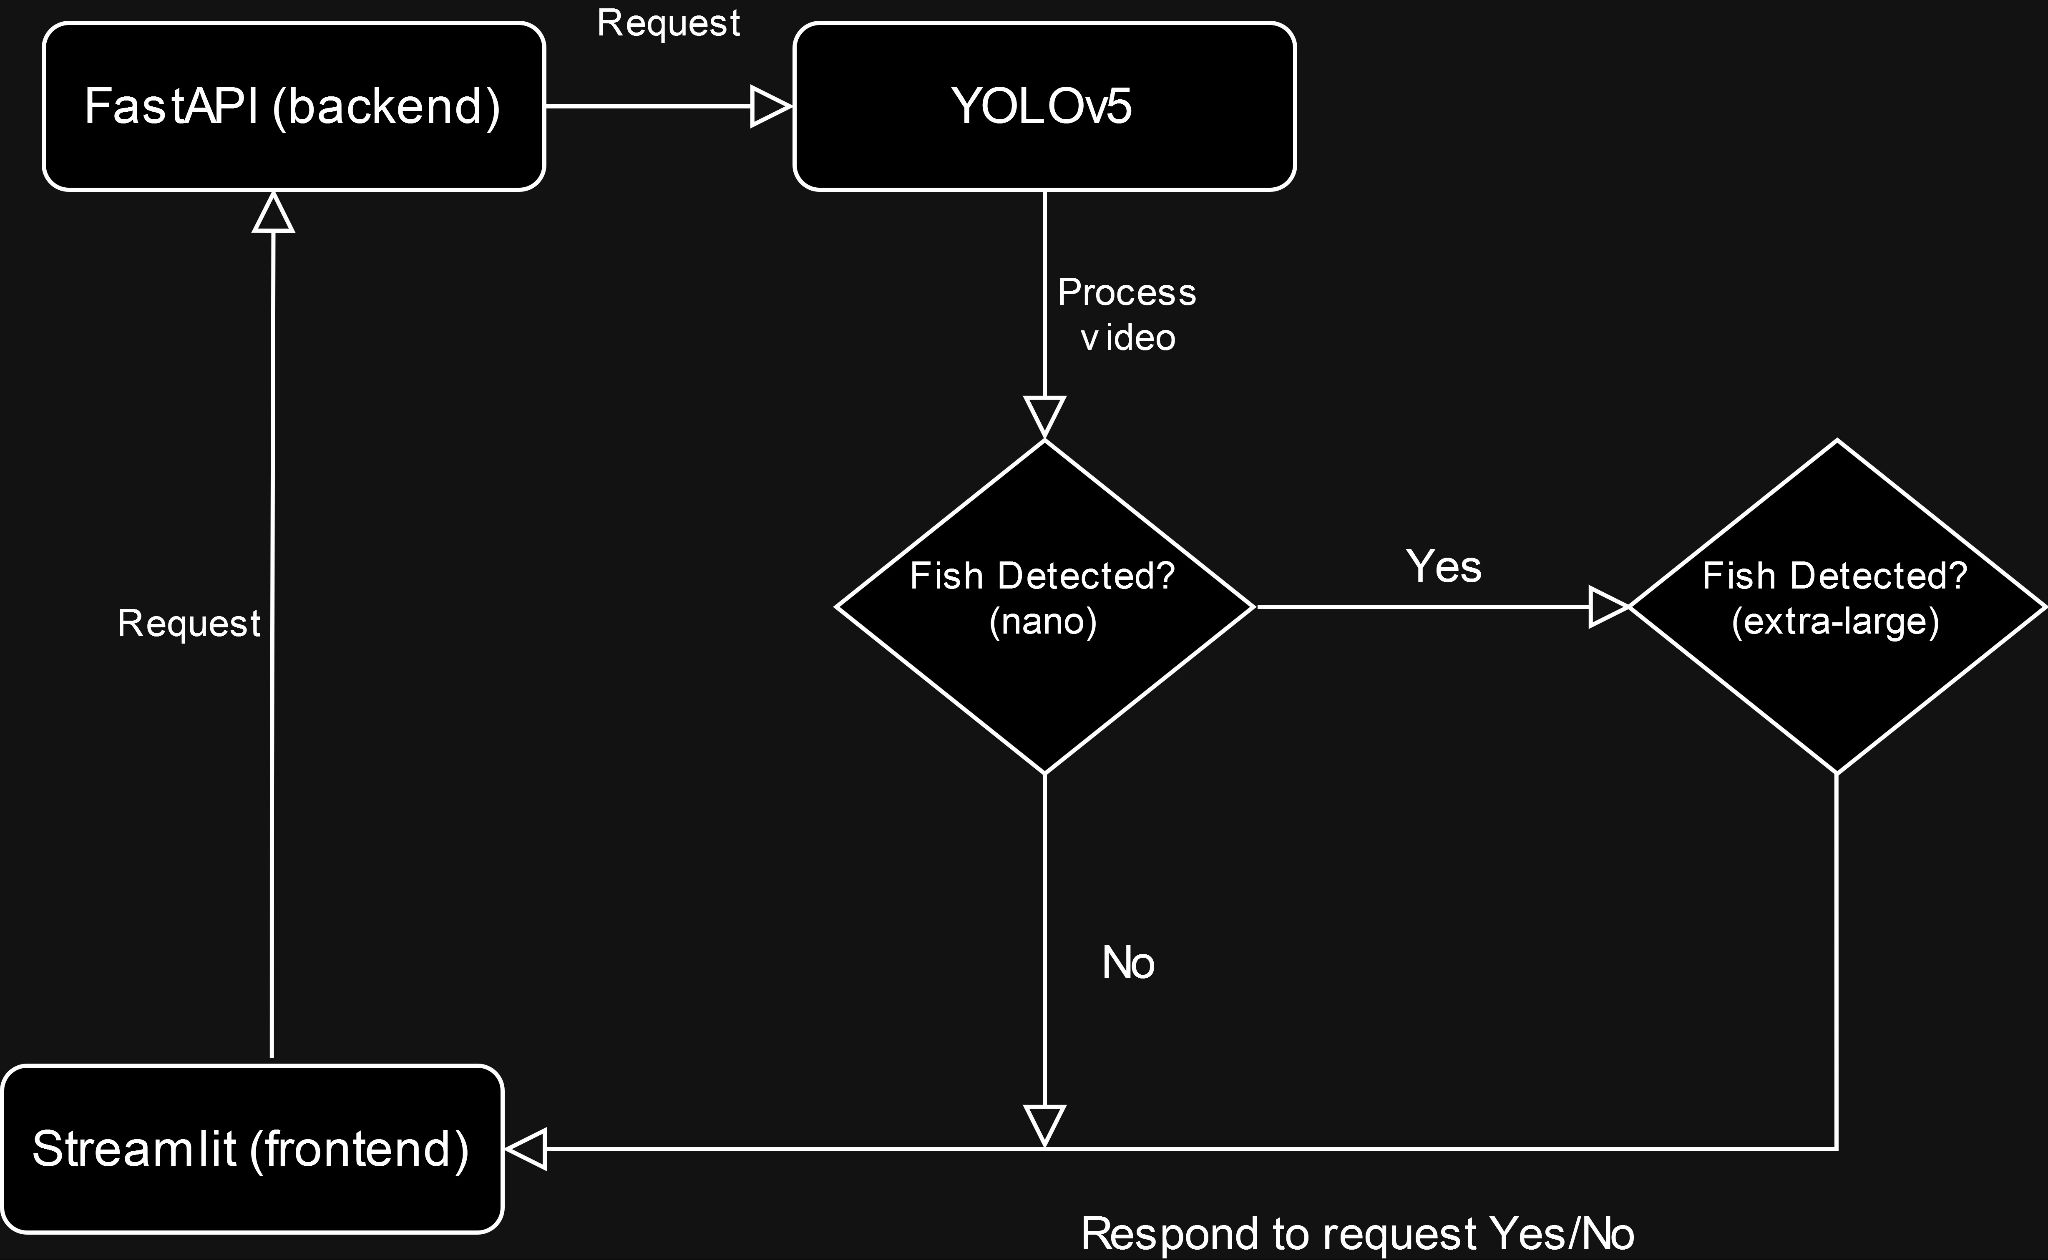 Request
FastAPI (backend)
YOLOv5
Process
video
Fish Detected?
(nano)
Yes
Fish Detected?
(extra-large)
Request
No
Streamlit (frontend)
Respond to request Yes/No